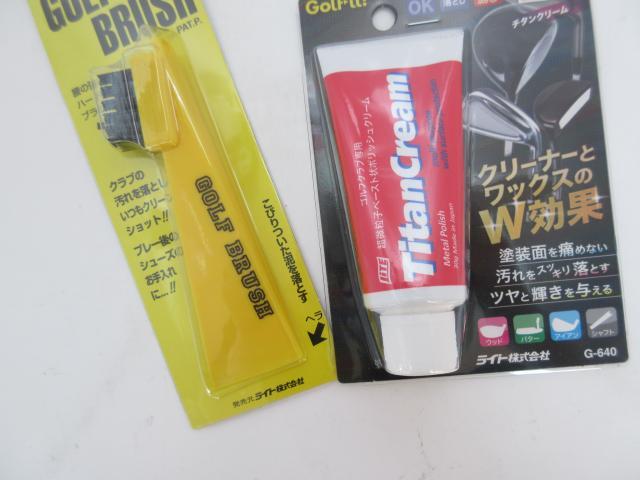 GOLF
BRUSH
PAT.P.
クラブの
汚れを落とし
いつもクリーン
ショット!!
プレー後の
シューズの
お手入れ
に…!!
GOLF BRUSH
こびりついた泥を落とす
ヘラ
発売元 ライト株式会社
Golf it!
OK
チタンクリーム
ゴルフクラブ専用
超微粒子ペースト状ポリッシュクリーム
LITE
TitanCream
Metal Polish
30g Made in Japan
クリーナーと
ワックスの
W効果
塗装面を痛めない
汚れをスッキリ落とす
ツヤと輝きを与える
ウッド
パター
アイアン
シャフト
ライト株式会社
G-640